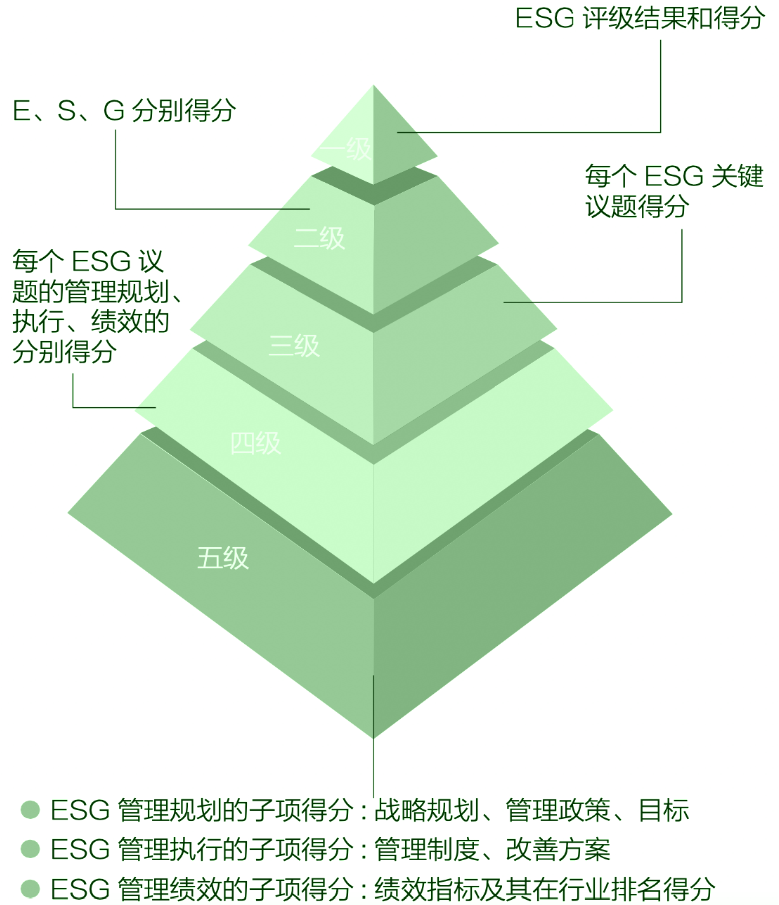 ESG 评级结果和得分
E、S、G 分别得分
一级
每个 ESG 关键
议题得分
二级
每个 ESG 议
题的管理规划、
执行、绩效的
分别得分
三级
四级
五级
ESG 管理规划的子项得分：战略规划、管理政策、目标
ESG 管理执行的子项得分：管理制度、改善方案
ESG 管理绩效的子项得分：绩效指标及其在行业排名得分